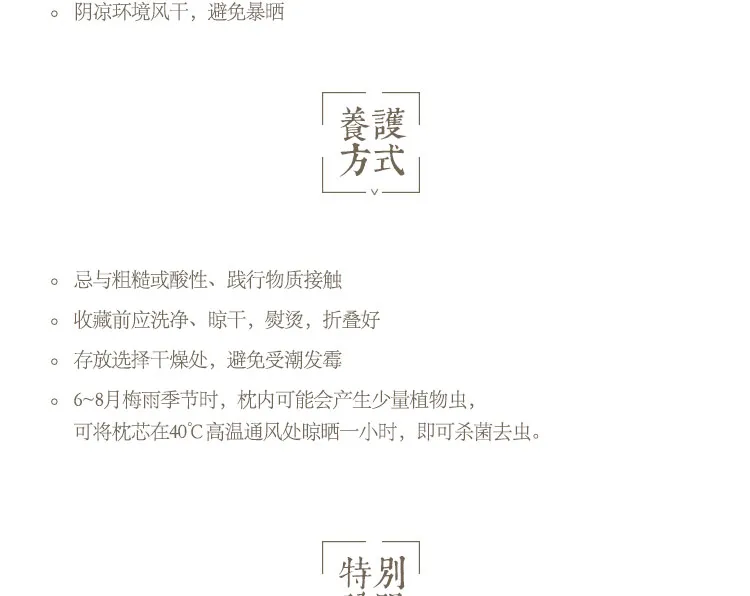 阴凉环境风干，避免暴晒
養護
方式
忌与粗糙或酸性、践行物质接触
收藏前应洗净、晾干，熨烫，折叠好
存放选择干燥处，避免受潮发霉
6~8月梅雨季节时，枕内可能会产生少量植物虫，
可将枕芯在40℃高温通风处晾晒一小时，即可杀菌去虫。
特別